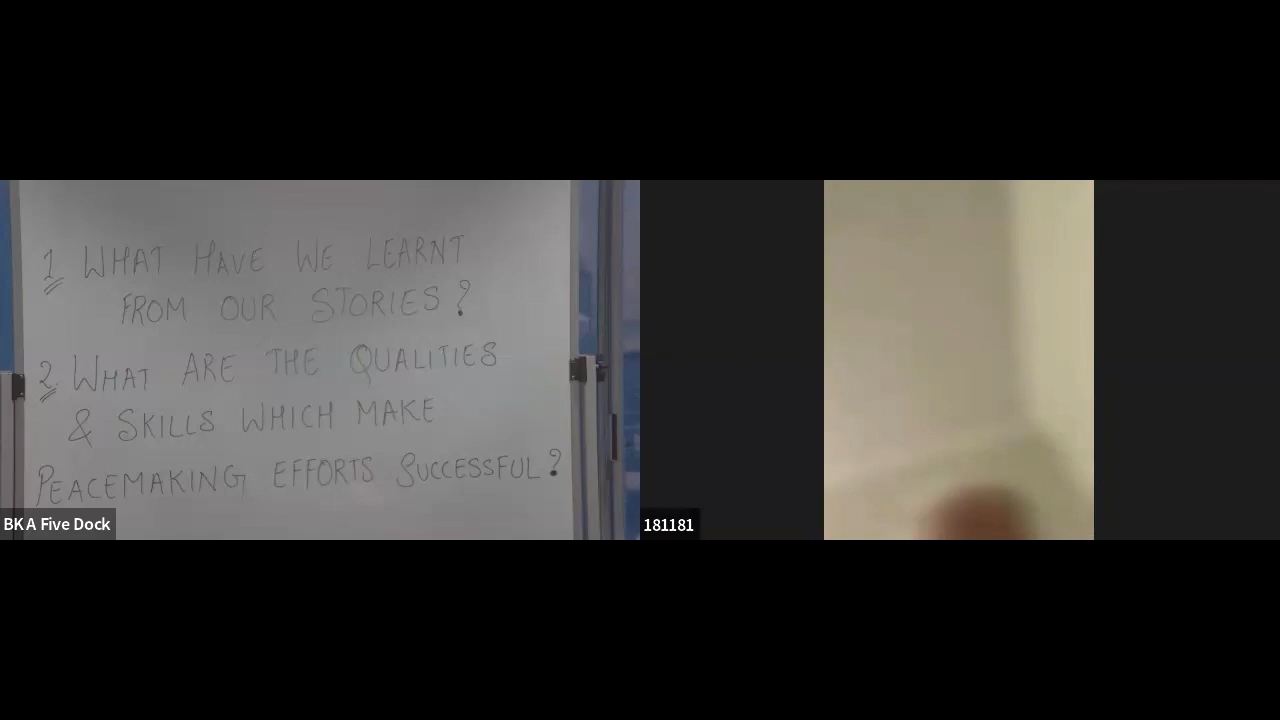 1 WHAT HAVE WE LEARNT
FROM OUR STORIES?
2. WHAT ARE THE QUALITIES
& SKILLS WHICH MAKE
PEACEMAKING EFFORTS SUCCESSFUL?
BK A Five Dock
181181